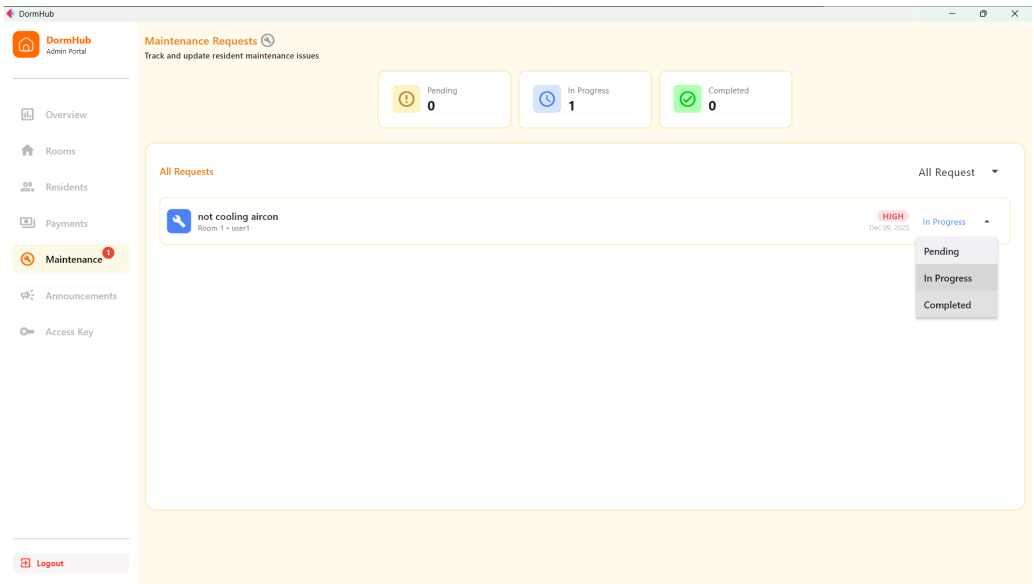 DormHub
DormHub
Admin Portal
Overview
Rooms
Residents
Payments
Maintenance 1
Announcements
Access Key
Logout
Maintenance Requests
Track and update resident maintenance issues
Pending
0
In Progress
1
Completed
0
All Requests
All Request
not cooling aircon
Room 1 • user1
HIGH
Dec 09, 2025
In Progress
Pending
In Progress
Completed